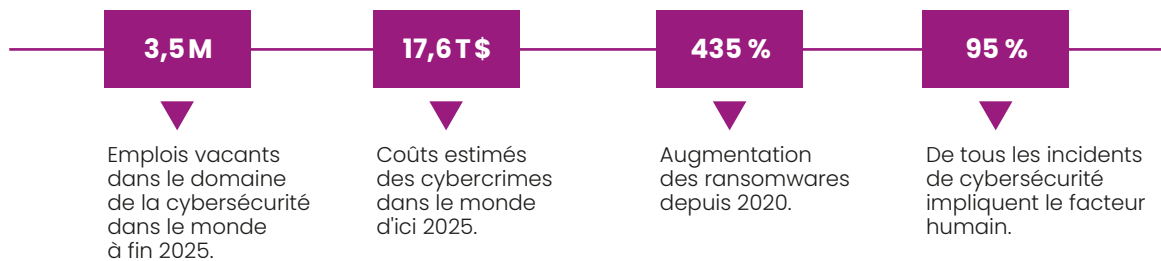 3,5 M
Emplois vacants
dans le domaine
de la cybersécurité
dans le monde
à fin 2025.
17,6 T $
Coûts estimés
des cybercrimes
dans le monde
d'ici 2025.
435 %
Augmentation
des ransomwares
depuis 2020.
95 %
De tous les incidents
de cybersécurité
impliquent le facteur
humain.